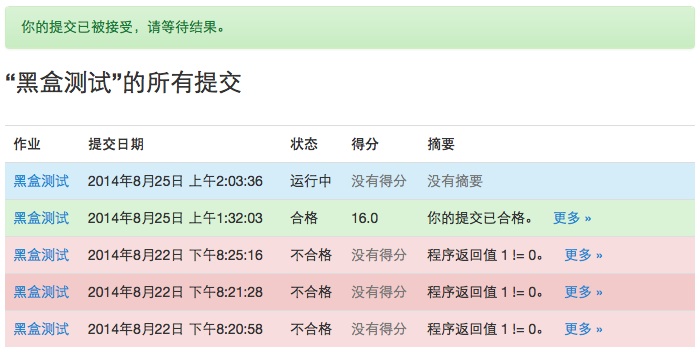 你的提交已被接受，请等待结果。
“黑盒测试”的所有提交
作业 提交日期 状态 得分 摘要
黑盒测试 2014年8月25日 上午2:03:36 运行中 没有得分 没有摘要
黑盒测试 2014年8月25日 上午1:32:03 合格 16.0 你的提交已合格。 更多 »
黑盒测试 2014年8月22日 下午8:25:16 不合格 没有得分 程序返回值 1 != 0。 更多 »
黑盒测试 2014年8月22日 下午8:21:28 不合格 没有得分 程序返回值 1 != 0。 更多 »
黑盒测试 2014年8月22日 下午8:20:58 不合格 没有得分 程序返回值 1 != 0。 更多 »